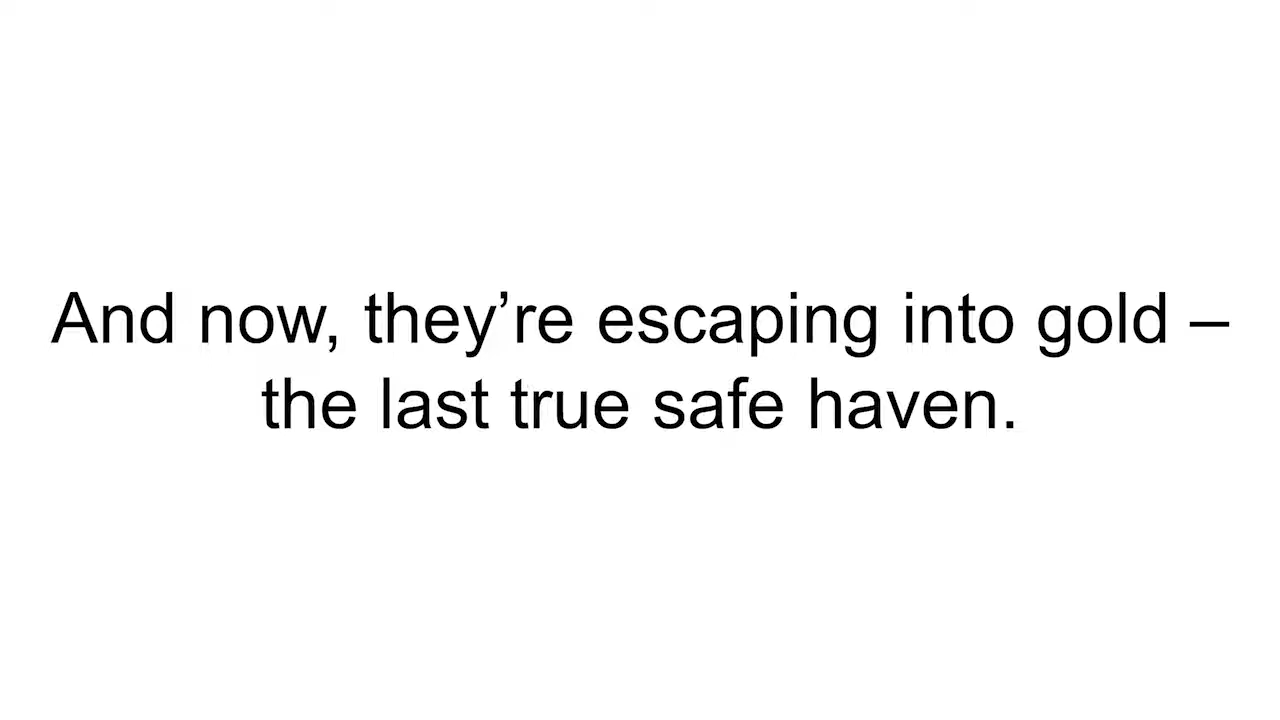 And now, they’re escaping into gold –
the last true safe haven.